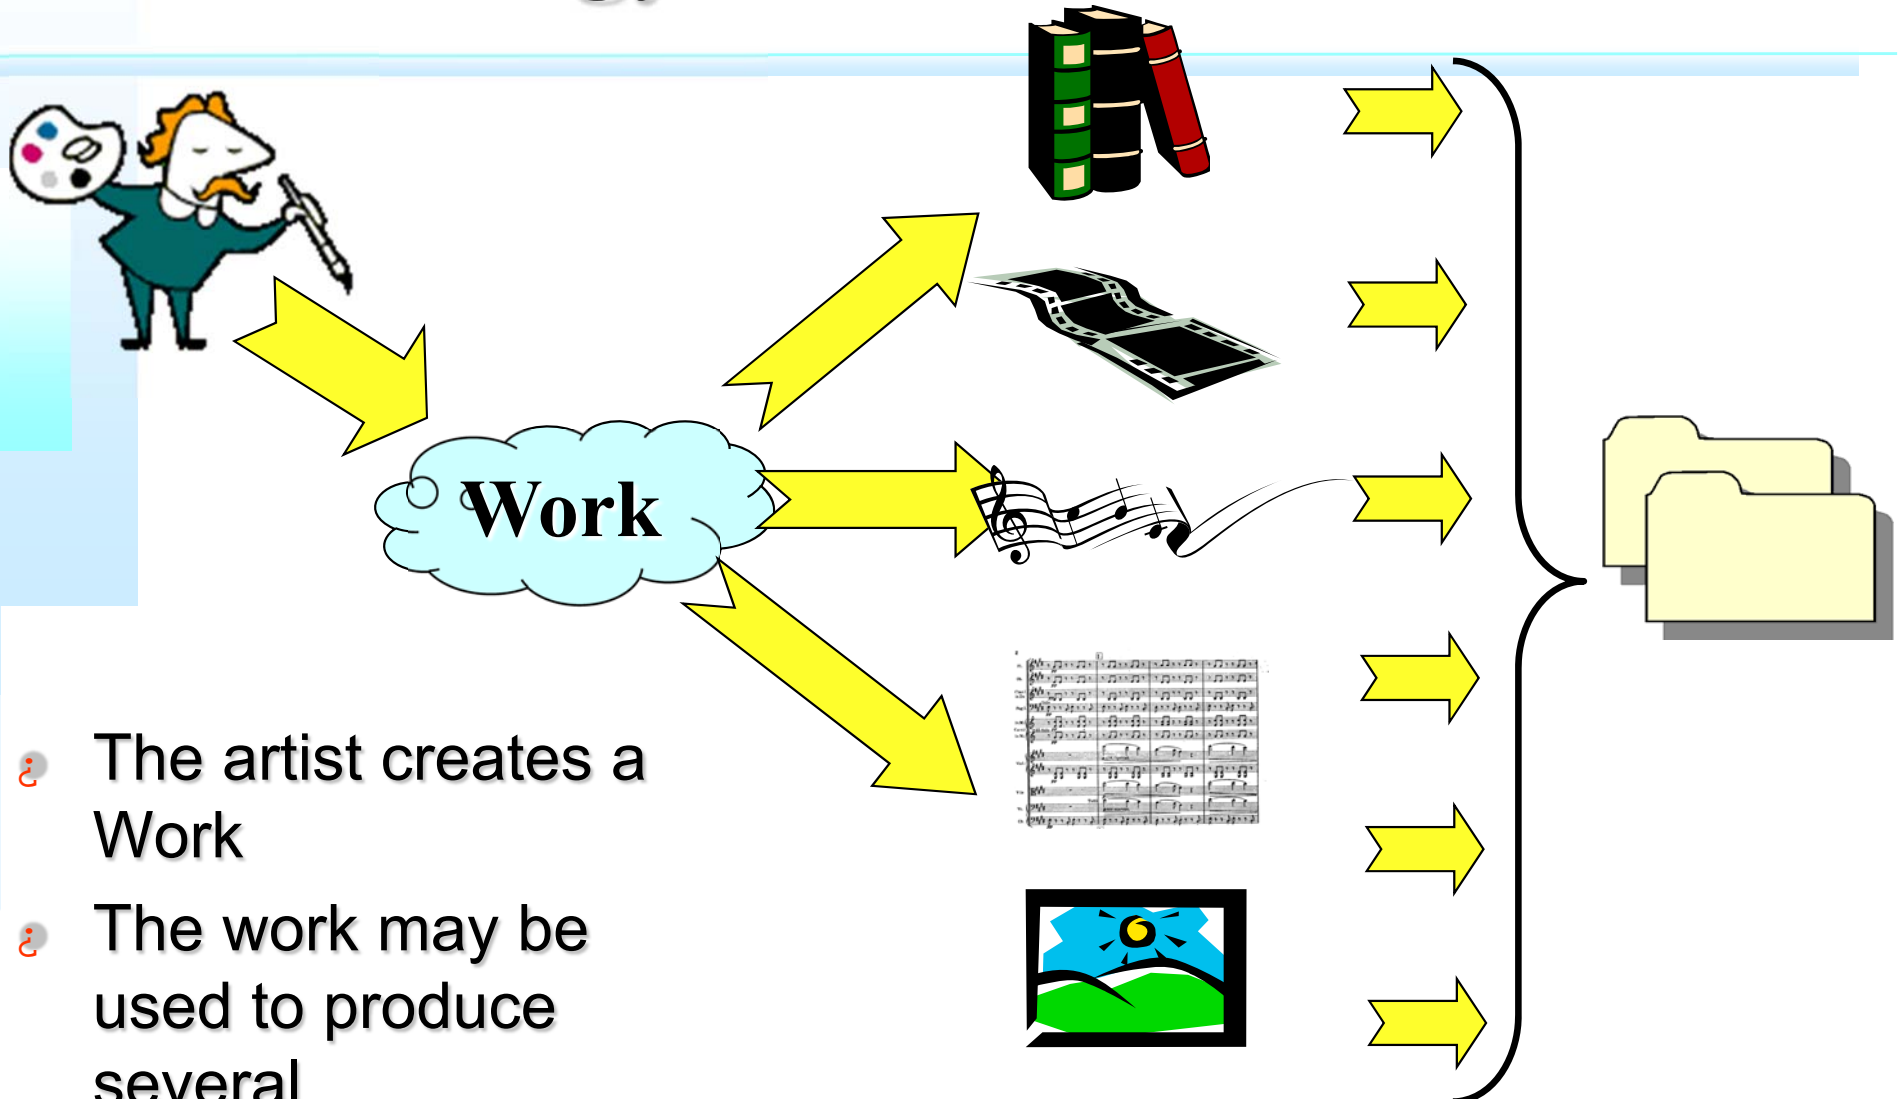 Work
¿ The artist creates a
Work
¿ The work may be
used to produce
several